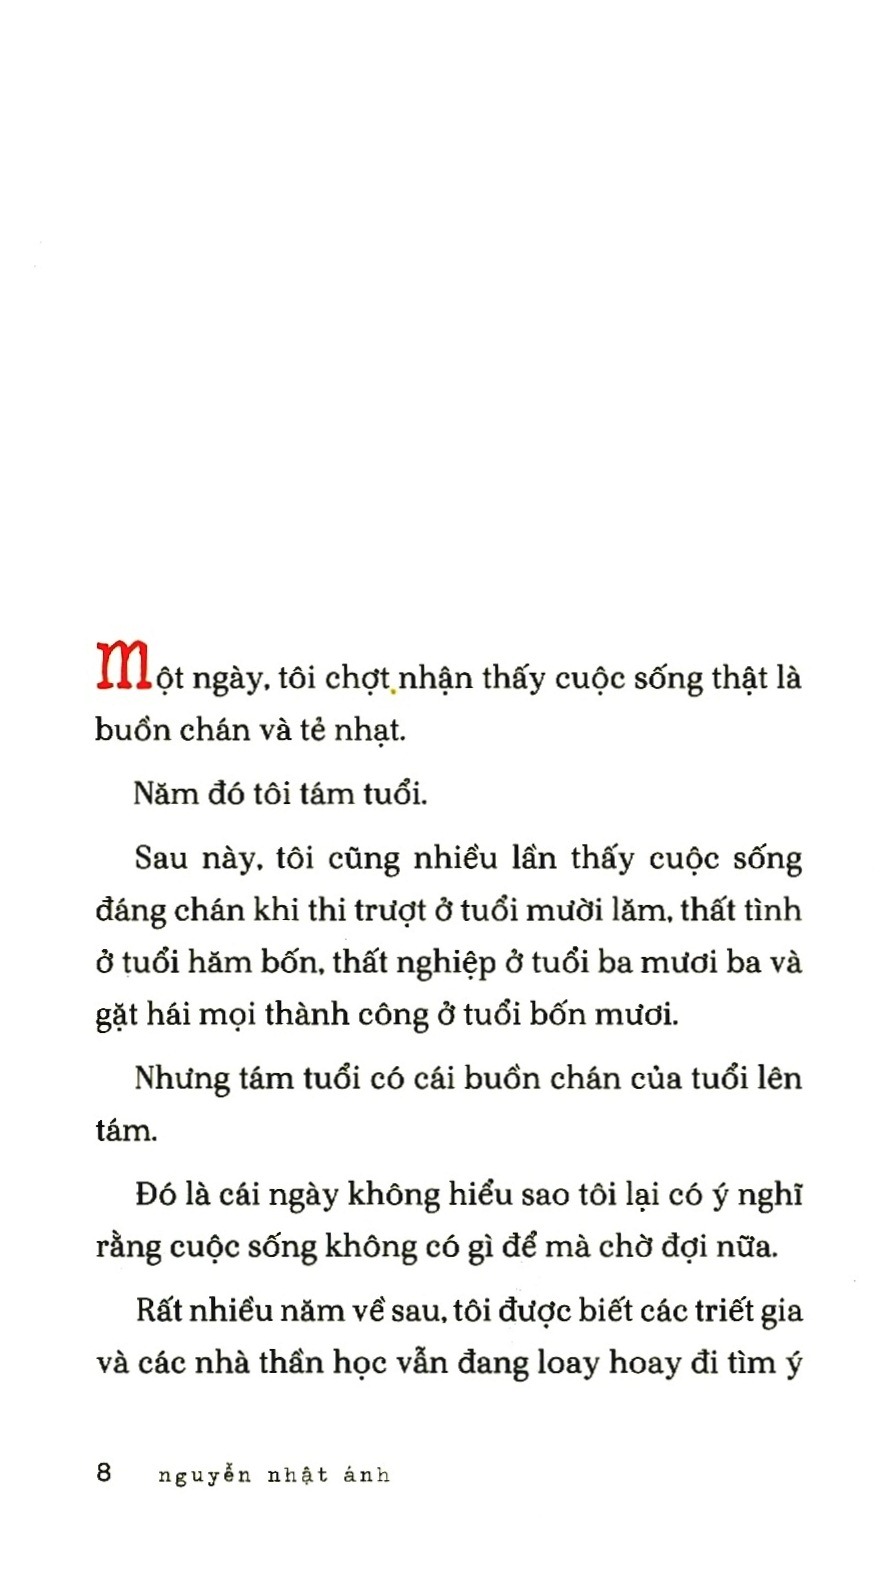 Một ngày, tôi chợt nhận thấy cuộc sống thật là
buồn chán và tẻ nhạt.
Năm đó tôi tám tuổi.
Sau này, tôi cũng nhiều lần thấy cuộc sống
đáng chán khi thi trượt ở tuổi mười lăm, thất tình
ở tuổi hăm bốn, thất nghiệp ở tuổi ba mươi ba và
gặt hái mọi thành công ở tuổi bốn mươi.
Nhưng tám tuổi có cái buồn chán của tuổi lên
tám.
Đó là cái ngày không hiểu sao tôi lại có ý nghĩ
rằng cuộc sống không có gì để mà chờ đợi nữa.
Rất nhiều năm về sau, tôi được biết các triết gia
và các nhà thần học vẫn đang loay hoay đi tìm ý
8 nguyễn nhật ánh